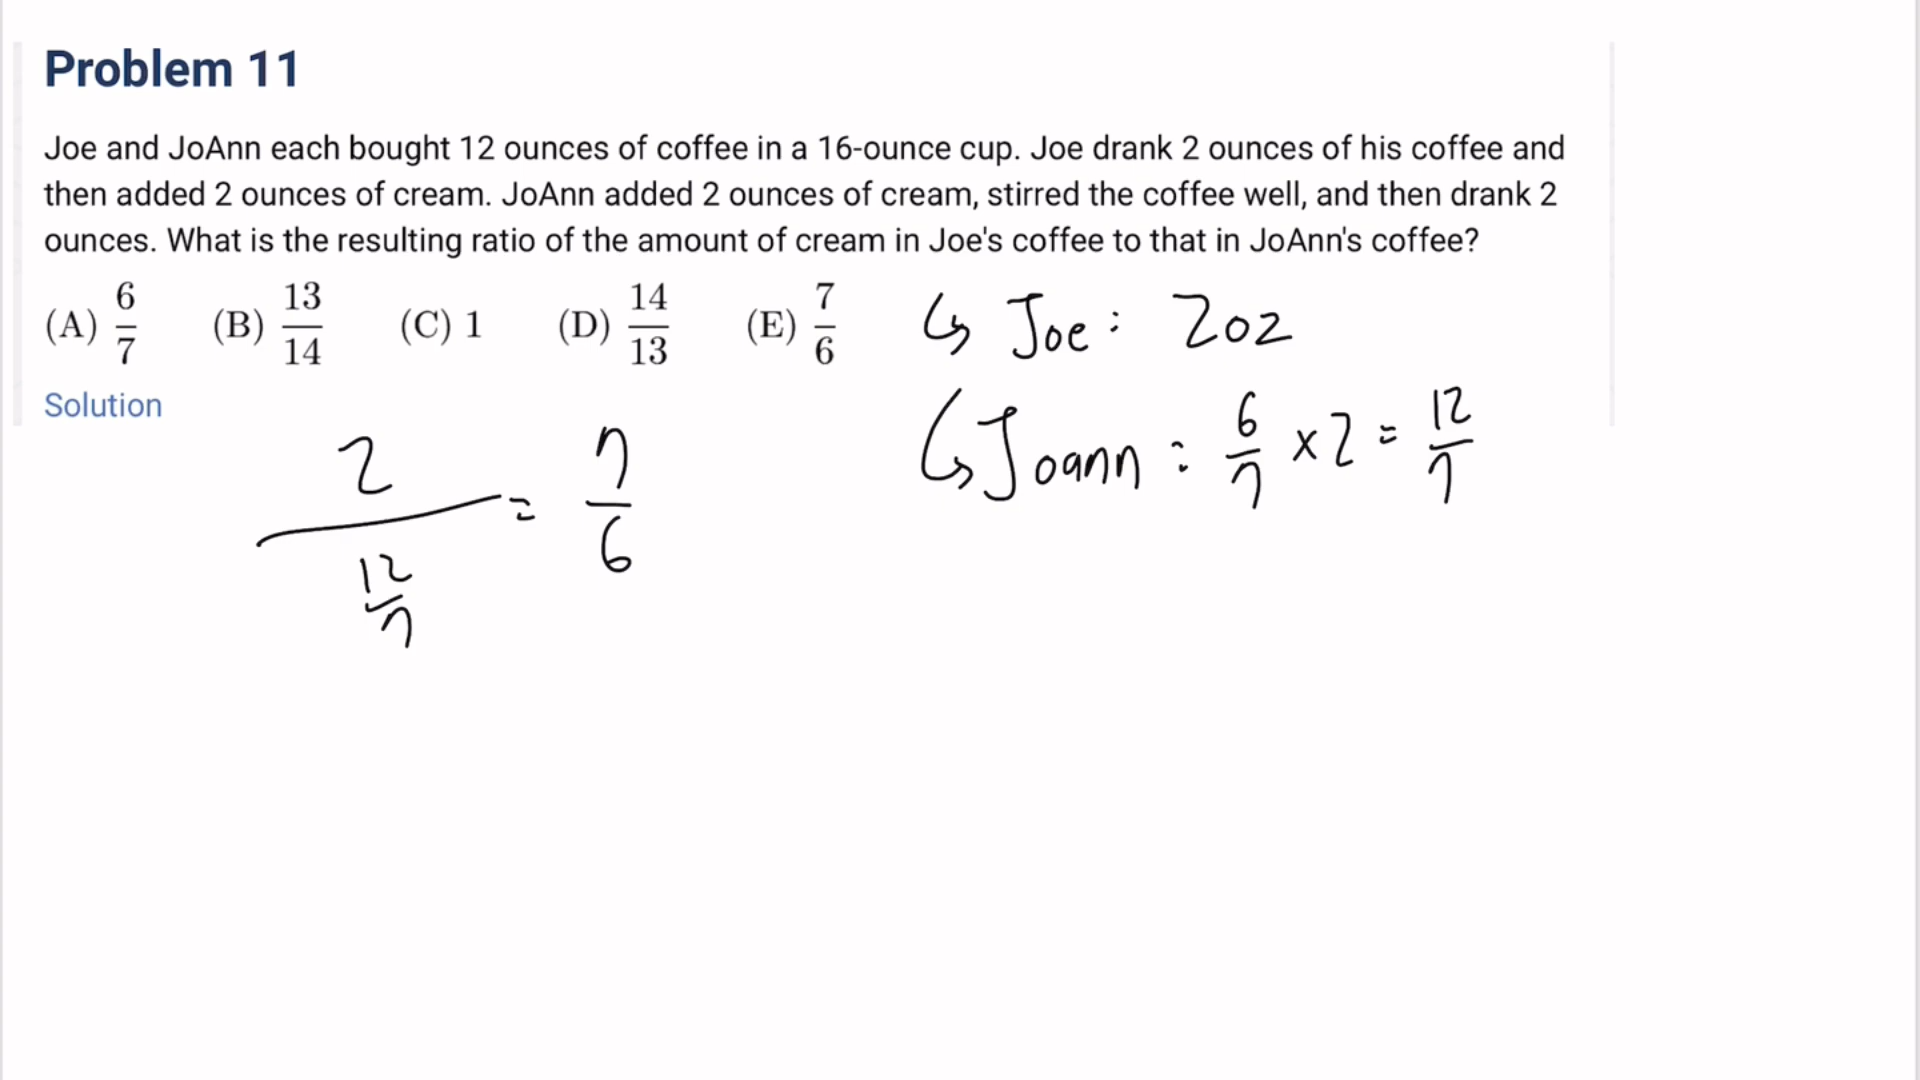 Problem 11
Joe and JoAnn each bought 12 ounces of coffee in a 16-ounce cup. Joe drank 2 ounces of his coffee and
then added 2 ounces of cream. JoAnn added 2 ounces of cream, stirred the coffee well, and then drank 2
ounces. What is the resulting ratio of the amount of cream in Joe's coffee to that in JoAnn's coffee?
(A) 6/7 (B) 13/14 (C) 1 (D) 14/13 (E) 7/6
↳ Joe: 2oz
Solution
↳ Joann: 6/7 × 2 = 12/7
2/(12/7) = 7/6